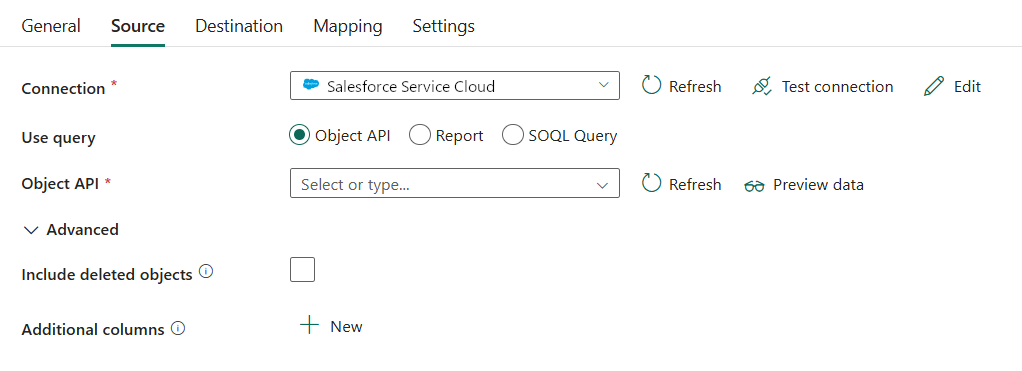 General Source Destination Mapping Settings
Connection * Salesforce Service Cloud Refresh Test connection Edit
Use query Object API Report SOQL Query
Object API * Select or type... Refresh Preview data
Advanced
Include deleted objects
Additional columns New